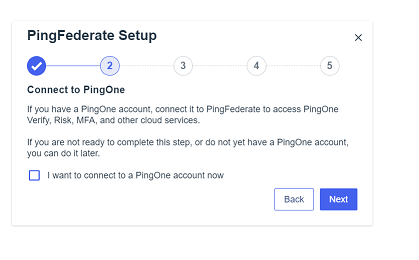 PingFederate Setup
2 3 4 5
Connect to PingOne
If you have a PingOne account, connect it to PingFederate to access PingOne
Verify, Risk, MFA, and other cloud services.
If you are not ready to complete this step, or do not yet have a PingOne account,
you can do it later.
I want to connect to a PingOne account now
Back Next